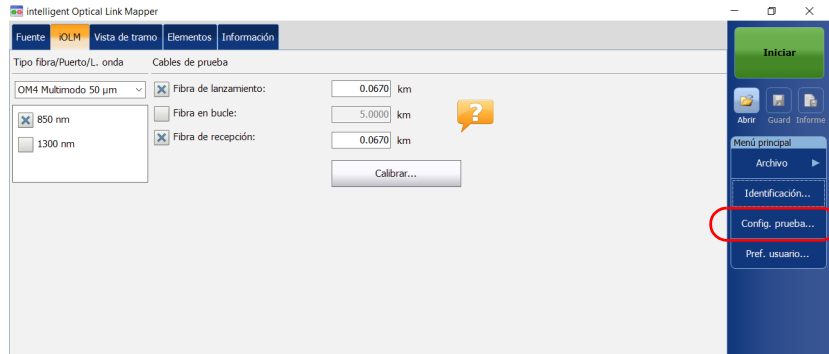 intelligent Optical Link Mapper
Fuente iOLM Vista de tramo Elementos Información
Tipo fibra/Puerto/L. onda Cables de prueba
OM4 Multimodo 50 µm
850 nm
1300 nm
Fibra de lanzamiento: 0.0670 km
Fibra en bucle: 5.0000 km
Fibra de recepción: 0.0670 km
?
Calibrar...
Iniciar
Abrir Guard Informe
Menú principal
Archivo
Identificación...
Config. prueba...
Pref. usuario...